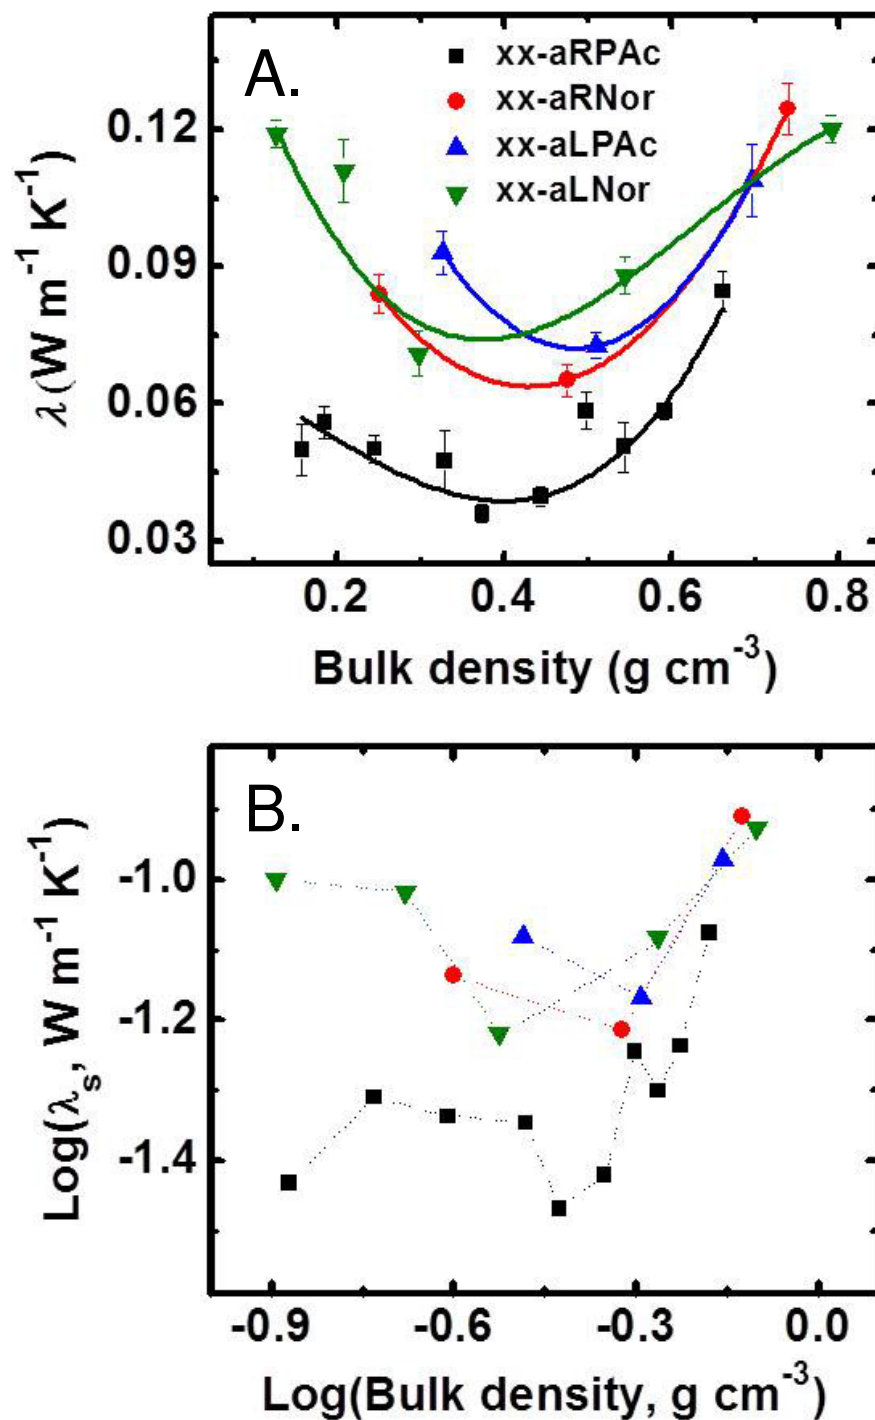 A.
xx-aRPAc
xx-aRNor
xx-aLPAc
xx-aLNor
0.12
0.09
0.06
0.03
λ (W m⁻¹ K⁻¹)
0.2 0.4 0.6 0.8
Bulk density (g cm⁻³)
B.
-1.0
-1.2
-1.4
Log(λₛ, W m⁻¹ K⁻¹)
-0.9 -0.6 -0.3 0.0
Log(Bulk density, g cm⁻³)